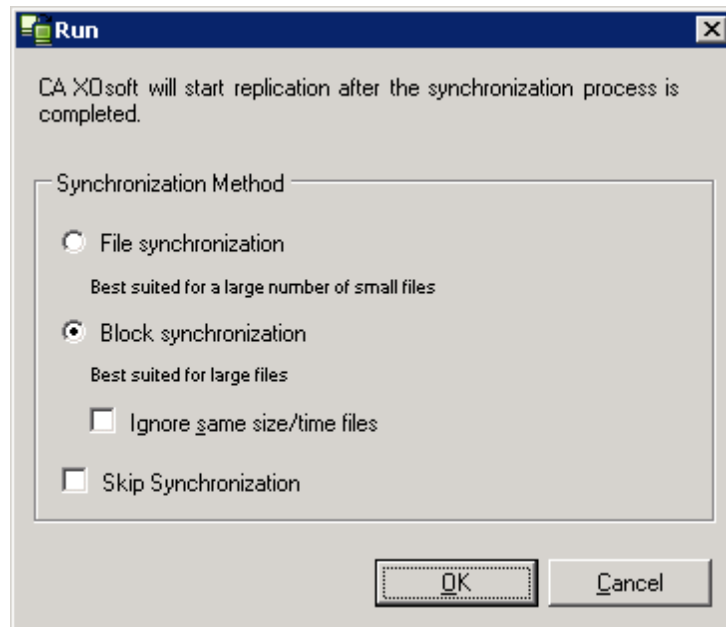 Run
CA XOsoft will start replication after the synchronization process is
completed.
Synchronization Method
File synchronization
Best suited for a large number of small files
Block synchronization
Best suited for large files
Ignore same size/time files
Skip Synchronization
OK
Cancel